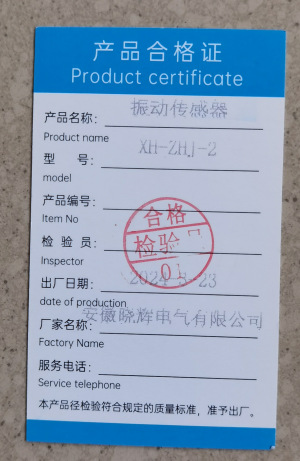 产品合格证
Product certificate
产品名称： 振动传感器
Product name
型 号： XH-ZHJ-2
model
产品编号：
Item No
合格
检验
01
检 验 员：
Inspector
出厂日期： 2024-3-23
date of production
安徽晓辉电气有限公司
厂家名称：
Factory Name
服务电话：
Service telephone
本产品径检验符合规定的质量标准，准予出厂。